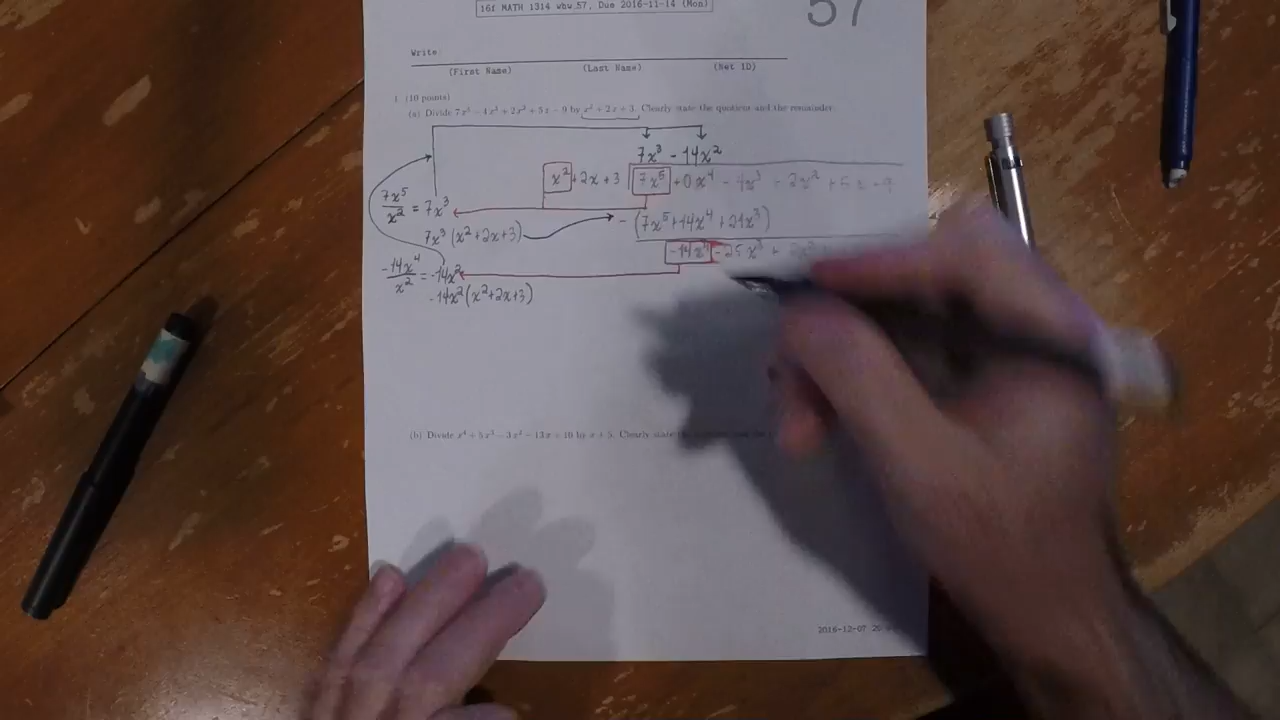 16f MATH 1314 wbw 57, Due 2016-11-14 (Mon)
57
Write:
(First Name) (Last Name) (Net ID)
1. (10 points)
(a) Divide 7x⁵ − 4x³ + 2x² + 5x − 9 by x² + 2x + 3. Clearly state the quotient and the remainder.
7x³ − 14x²
x² + 2x + 3 7x⁵ + 0x⁴ − 4x³
7x⁵/x² = 7x³
− (7x⁵ + 14x⁴ + 21x³)
7x³(x² + 2x + 3)
−14x⁴ − 25x³ + 2x²
−14x⁴/x² = −14x²
−14x²(x² + 2x + 3)
(b) Divide x⁴ + 5x³ − 3x² − 13x + 10 by x + 5. Clearly state
2016-12-07